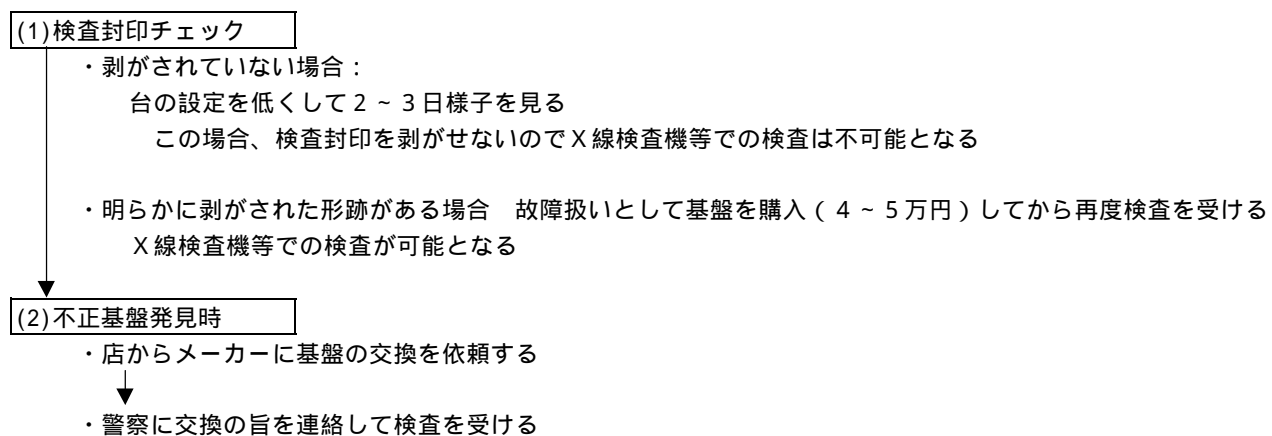 (1)検査封印チェック
・剥がされていない場合：
台の設定を低くして２～３日様子を見る
この場合、検査封印を剥がせないのでＸ線検査機等での検査は不可能となる
・明らかに剥がされた形跡がある場合　故障扱いとして基盤を購入（４～５万円）してから再度検査を受ける
Ｘ線検査機等での検査が可能となる
(2)不正基盤発見時
・店からメーカーに基盤の交換を依頼する
・警察に交換の旨を連絡して検査を受ける